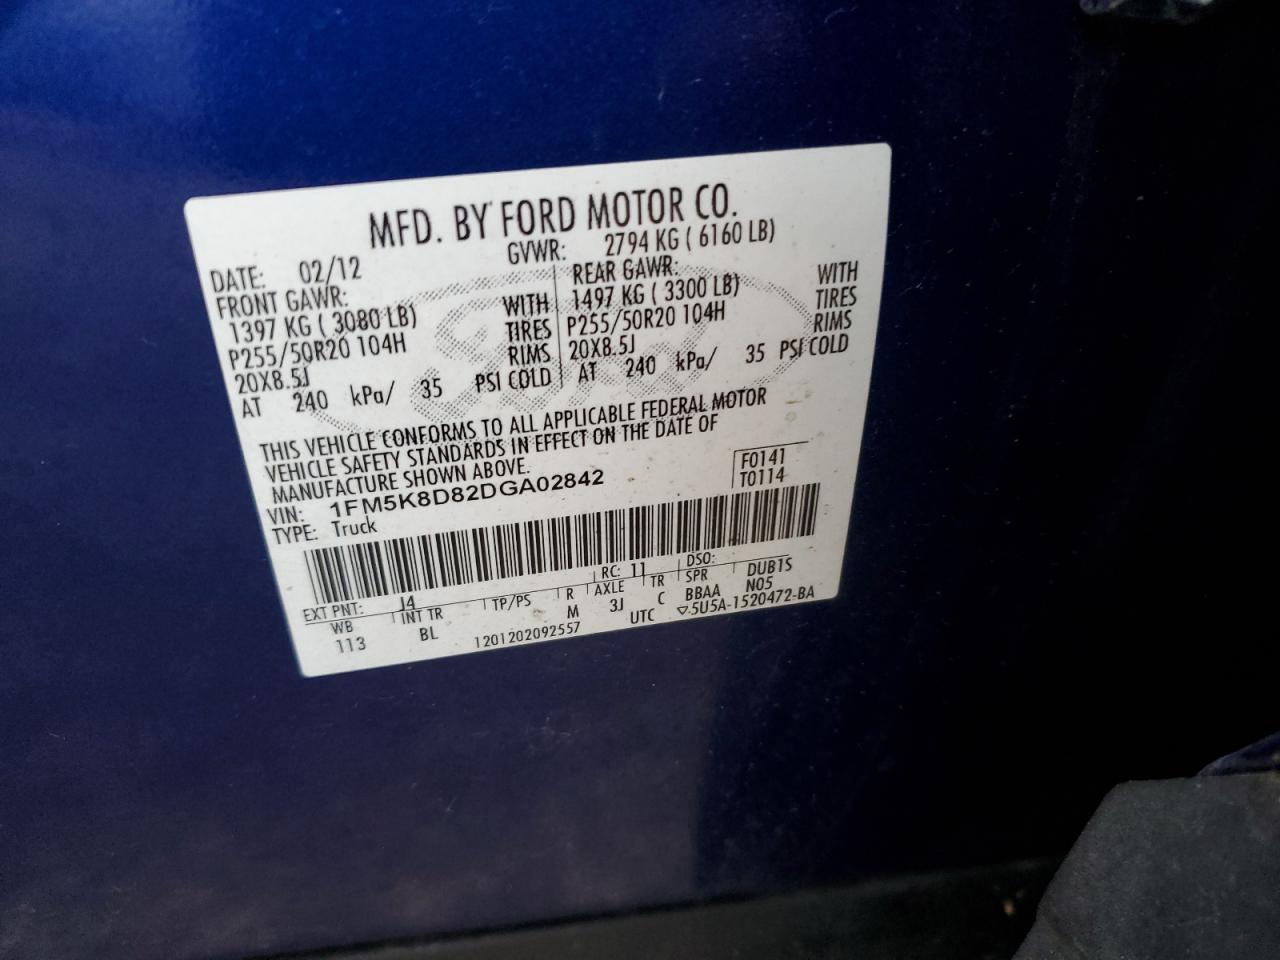 MFD. BY FORD MOTOR CO.
DATE: 02/12 GVWR: 2794 KG ( 6160 LB)
FRONT GAWR: REAR GAWR:
1397 KG ( 3080 LB) WITH 1497 KG ( 3300 LB) WITH
P255/50R20 104H TIRES P255/50R20 104H TIRES
20X8.5J RIMS 20X8.5J RIMS
AT 240 kPa/ 35 PSI COLD AT 240 kPa/ 35 PSI COLD
THIS VEHICLE CONFORMS TO ALL APPLICABLE FEDERAL MOTOR
VEHICLE SAFETY STANDARDS IN EFFECT ON THE DATE OF
MANUFACTURE SHOWN ABOVE.
VIN: 1FM5K8D82DGA02842 F0141
TYPE: Truck T0114
EXT PNT: J4 RC: 11 DSO:
WB INT TR TP/PS R AXLE TR SPR DUB1S
113 BL M 3J C BBAA N05
1201202092557 UTC ▽5U5A-1520472-BA
Ford